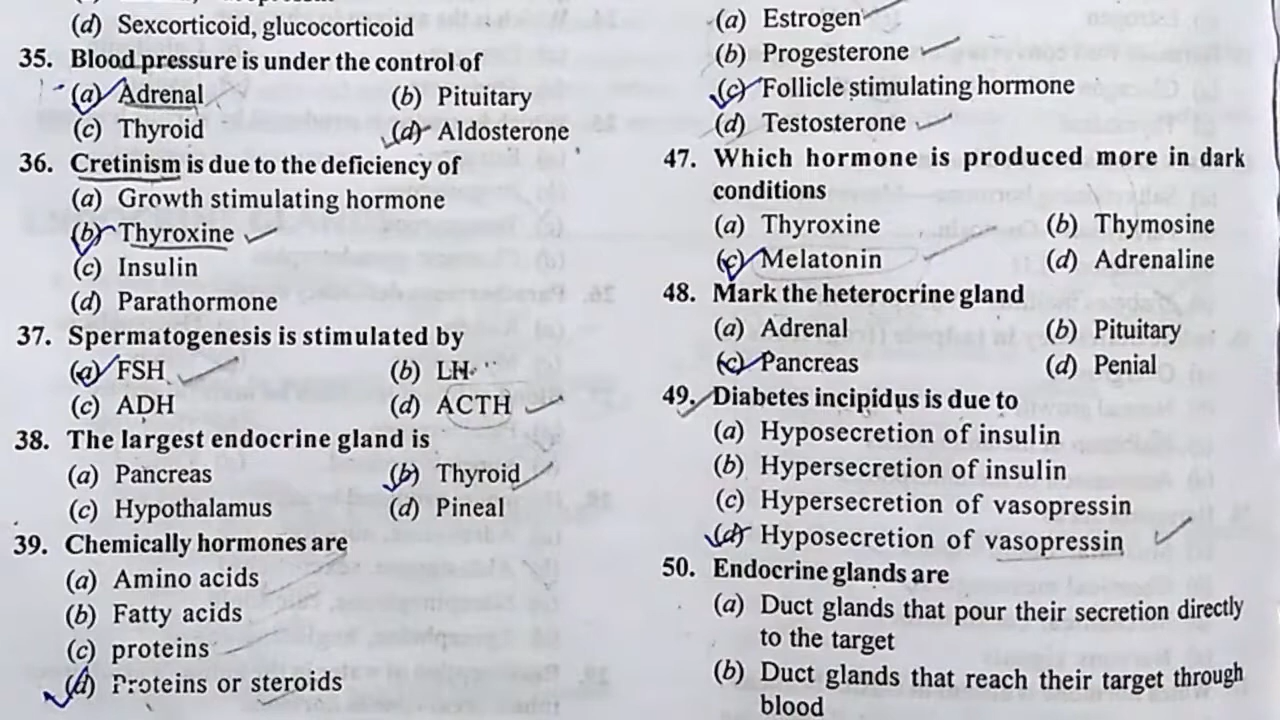 (d) Sexcorticoid, glucocorticoid
35. Blood pressure is under the control of
(a) Adrenal (b) Pituitary
(c) Thyroid (d) Aldosterone
36. Cretinism is due to the deficiency of
(a) Growth stimulating hormone
(b) Thyroxine
(c) Insulin
(d) Parathormone
37. Spermatogenesis is stimulated by
(a) FSH (b) LH
(c) ADH (d) ACTH
38. The largest endocrine gland is
(a) Pancreas (b) Thyroid
(c) Hypothalamus (d) Pineal
39. Chemically hormones are
(a) Amino acids
(b) Fatty acids
(c) proteins
(d) Proteins or steroids
(a) Estrogen
(b) Progesterone
(c) Follicle stimulating hormone
(d) Testosterone
47. Which hormone is produced more in dark
conditions
(a) Thyroxine (b) Thymosine
(c) Melatonin (d) Adrenaline
48. Mark the heterocrine gland
(a) Adrenal (b) Pituitary
(c) Pancreas (d) Penial
49. Diabetes incipidus is due to
(a) Hyposecretion of insulin
(b) Hypersecretion of insulin
(c) Hypersecretion of vasopressin
(d) Hyposecretion of vasopressin
50. Endocrine glands are
(a) Duct glands that pour their secretion directly
to the target
(b) Duct glands that reach their target through
blood